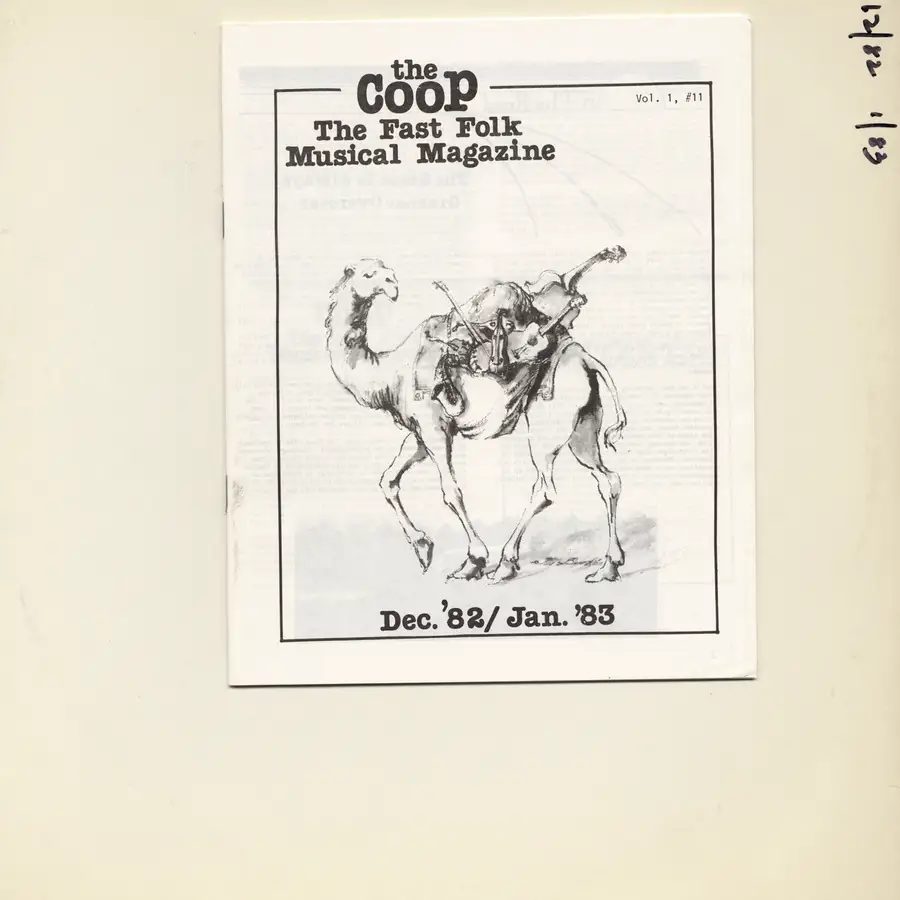 the
COOP
Vol. 1, #11
The Fast Folk
Musical Magazine
Dec. '82/ Jan. '83
12/82
1/83